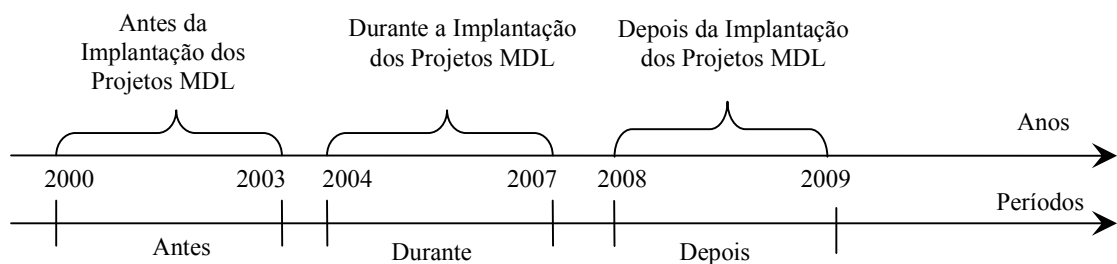 Antes da
Implantação dos
Projetos MDL
Durante a Implantação
dos Projetos MDL
Depois da Implantação
dos Projetos MDL
Anos
2000 2003 2004 2007 2008 2009
Períodos
Antes Durante Depois